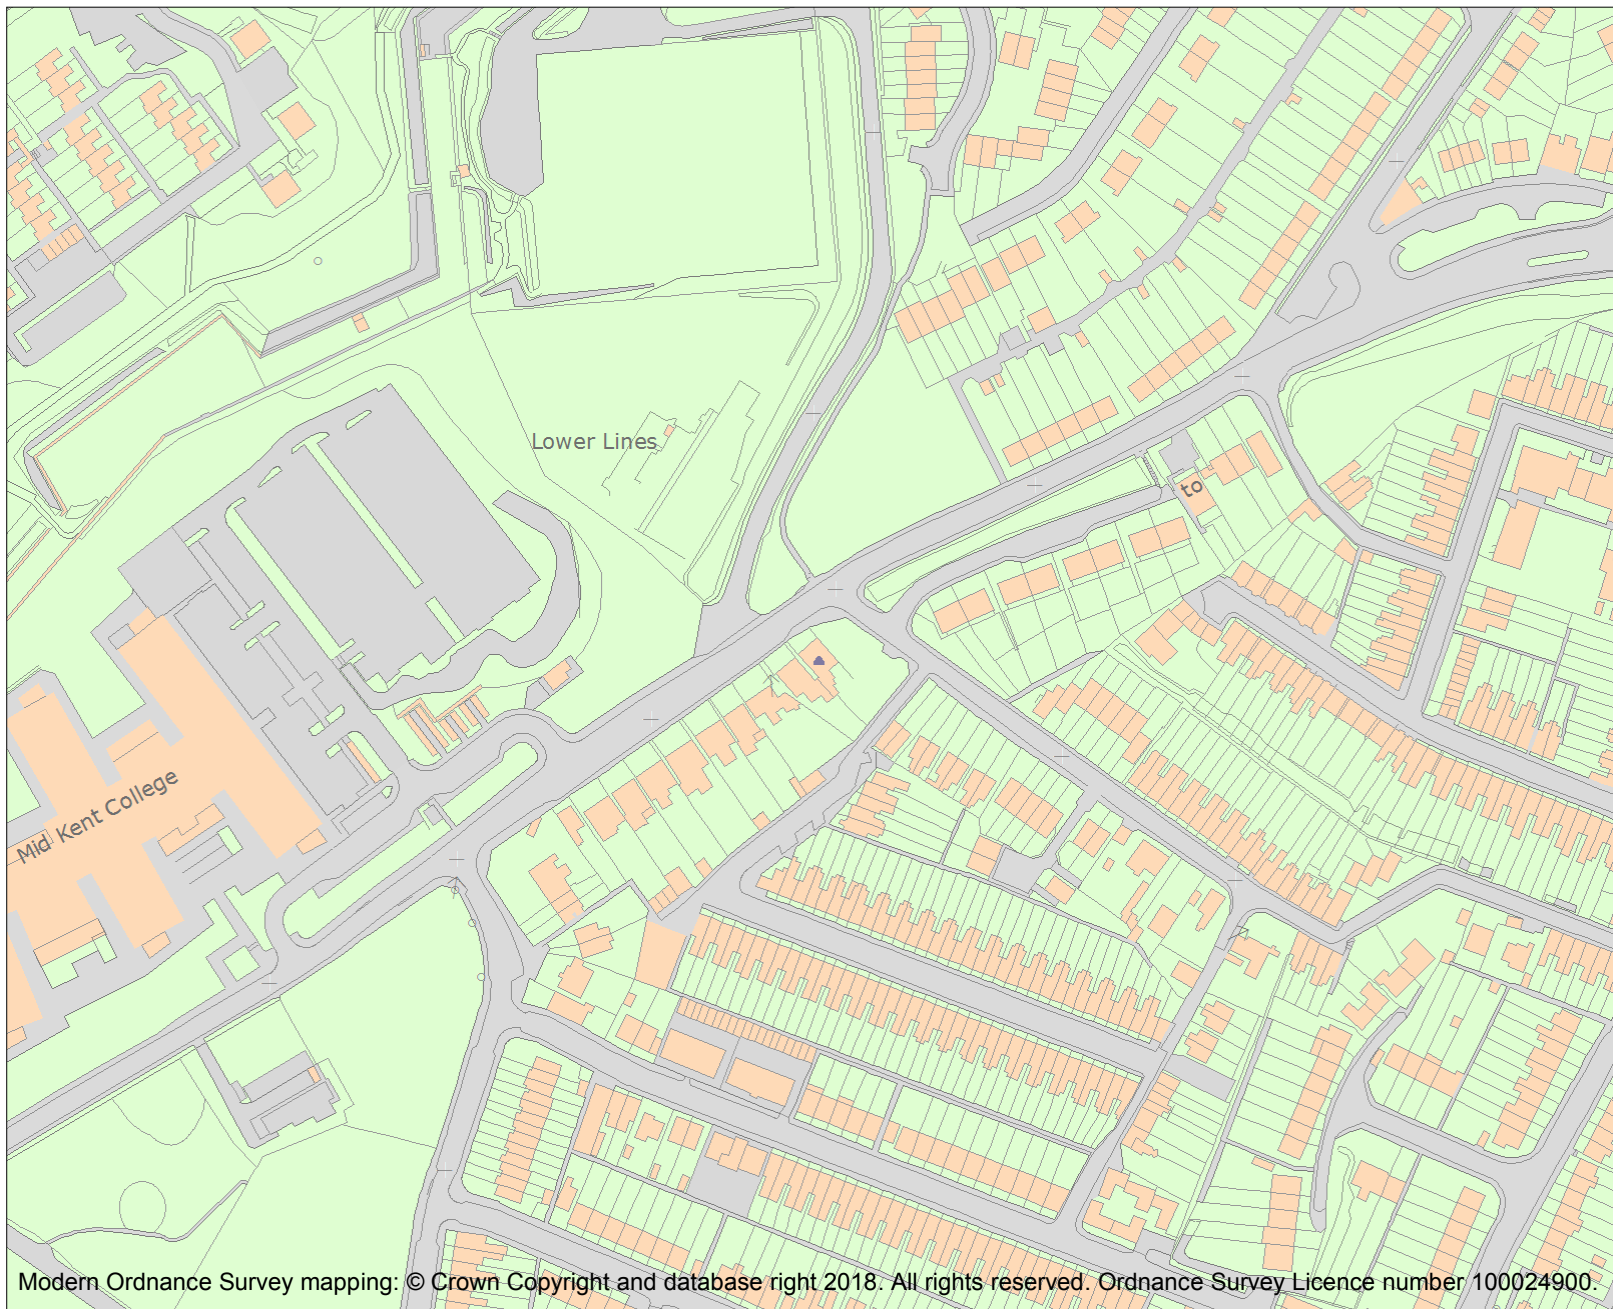 Lower Lines
to
Mid Kent College
Modern Ordnance Survey mapping: © Crown Copyright and database right 2018. All rights reserved. Ordnance Survey Licence number 100024900.